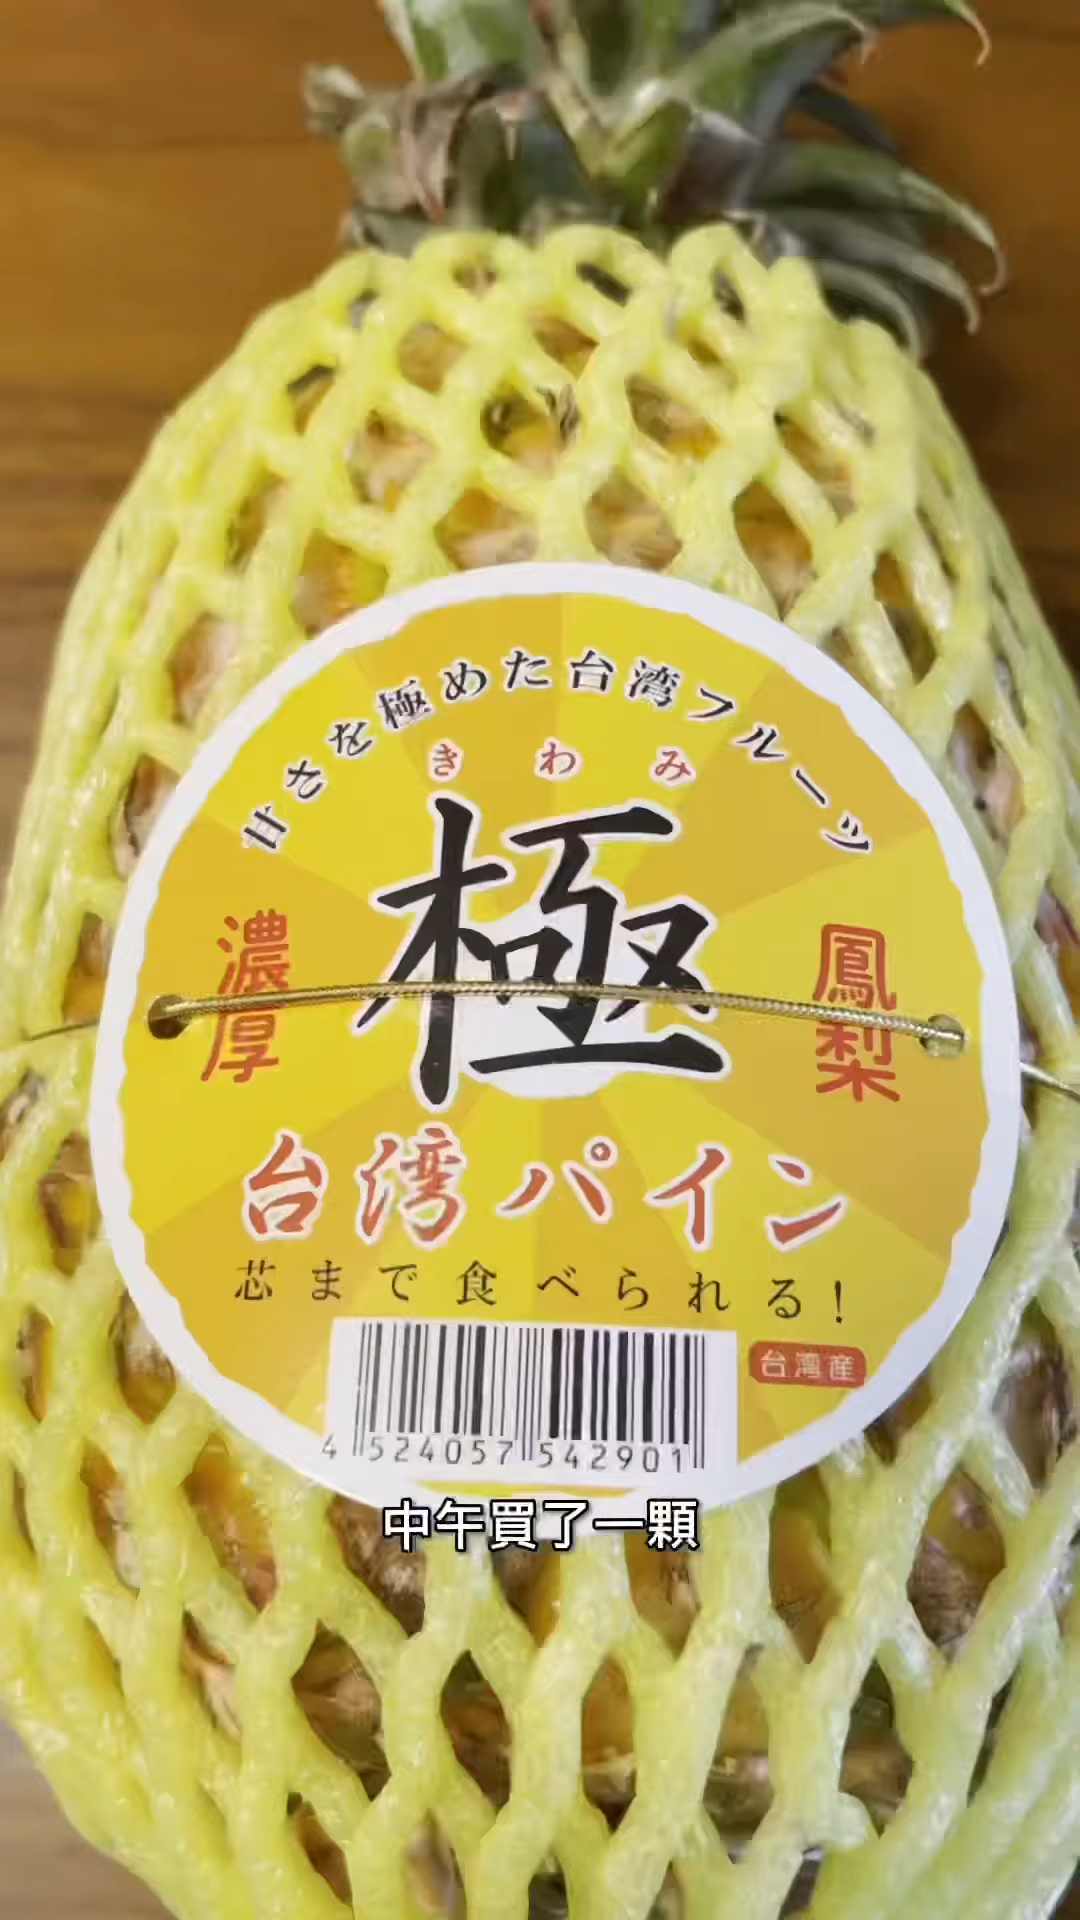 甘さを極めた台湾フルーツ
きわみ
濃厚
極
鳳梨
台湾パイン
芯まで食べられる!
台湾産
4 524057 542901
中午買了一顆